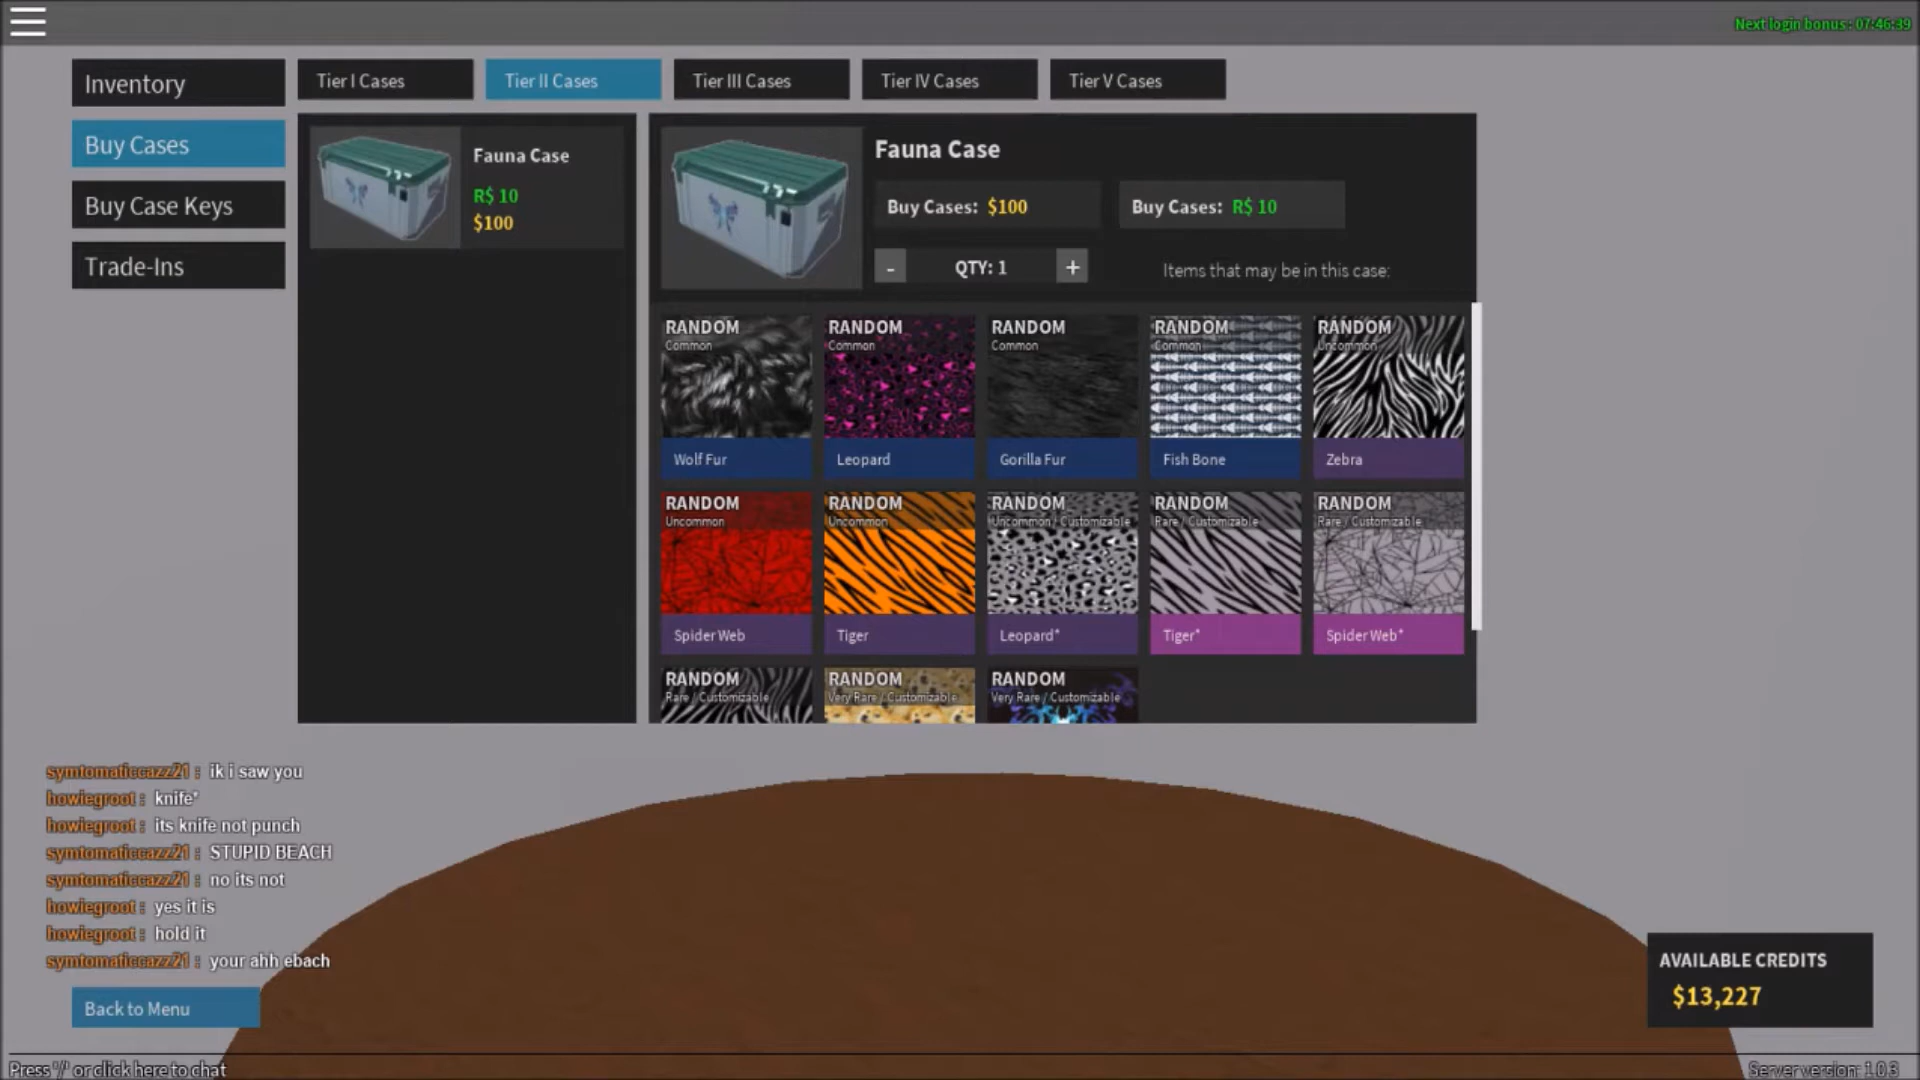 Next login bonus : 07:46:39
Inventory
Buy Cases
Buy Case Keys
Trade-Ins
Tier I Cases
Tier II Cases
Tier III Cases
Tier IV Cases
Tier V Cases
Fauna Case
R$ 10
$100
Fauna Case
Buy Cases: $100
Buy Cases: R$ 10
- QTY: 1 +
Items that may be in this case:
RANDOM
Common
Wolf Fur
RANDOM
Common
Leopard
RANDOM
Common
Gorilla Fur
RANDOM
Common
Fish Bone
RANDOM
Uncommon
Zebra
RANDOM
Uncommon
Spider Web
RANDOM
Uncommon
Tiger
RANDOM
Uncommon / Customizable
Leopard*
RANDOM
Rare / Customizable
Tiger*
RANDOM
Rare / Customizable
Spider Web*
RANDOM
Rare / Customizable
RANDOM
Very Rare / Customizable
RANDOM
Very Rare / Customizable
symtomaticcazz21 : ik i saw you
howiegroot : knife*
howiegroot : its knife not punch
symtomaticcazz21 : STUPID BEACH
symtomaticcazz21 : no its not
howiegroot : yes it is
howiegroot : hold it
symtomaticcazz21 : your ahh ebach
Back to Menu
AVAILABLE CREDITS
$13,227
Press '/' or click here to chat
Server version: 1.0.3